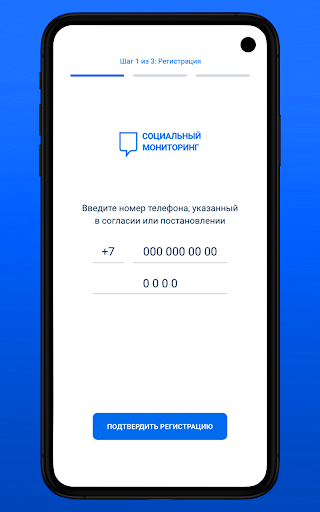 Шаг 1 из 3: Регистрация
СОЦИАЛЬНЫЙ
МОНИТОРИНГ
Введите номер телефона, указанный
в согласии или постановлении
+7 000 000 00 00
0 0 0 0
ПОДТВЕРДИТЬ РЕГИСТРАЦИЮ